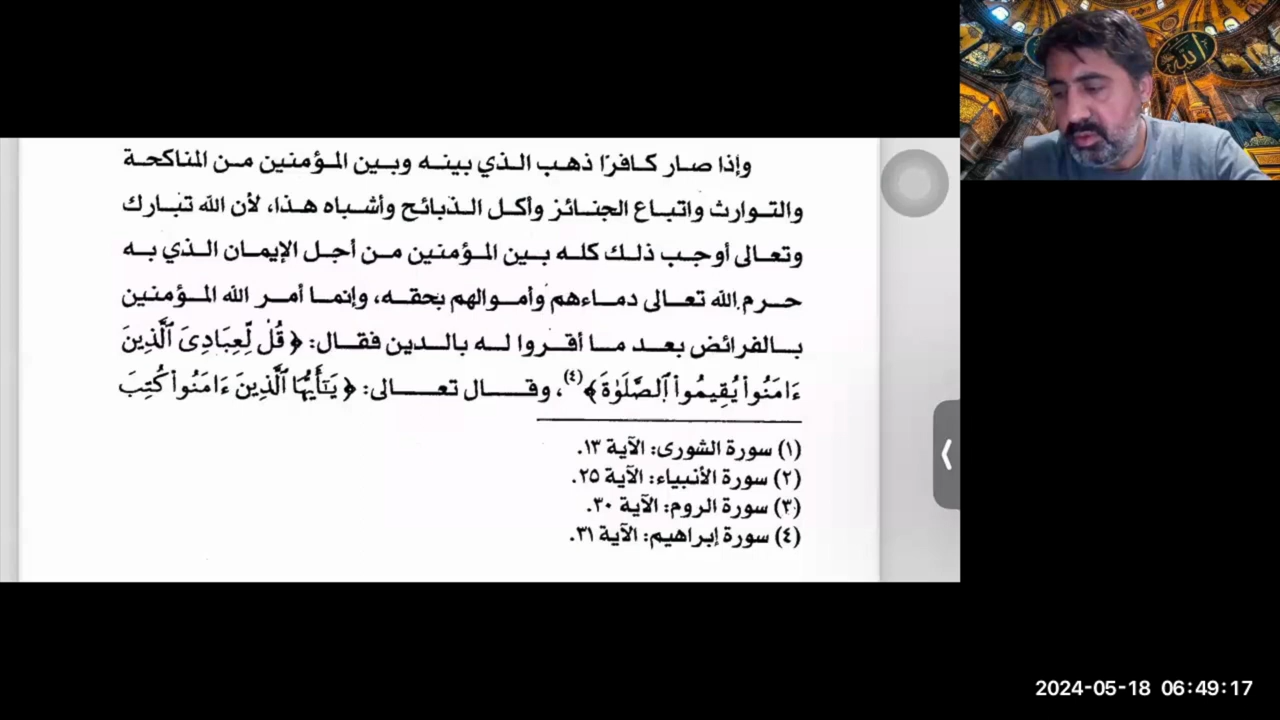 وإذا صار كافرًا ذهب الذي بينه وبين المؤمنين من المناكحة
والتوارث واتباع الجنائز وأكل الذبائح وأشباه هذا، لأن الله تبارك
وتعالى أوجب ذلك كله بين المؤمنين من أجل الإيمان الذي به
حرم الله تعالى دماءهم وأموالهم بحقه، وإنما أمر الله المؤمنين
بالفرائض بعد ما أقروا له بالدين فقال: ﴿قُل لِّعِبَادِىَ ٱلَّذِينَ
ءَامَنُوا۟ يُقِيمُوا۟ ٱلصَّلَوٰةَ﴾(٤)، وقال تعالى: ﴿يَـٰٓأَيُّهَا ٱلَّذِينَ ءَامَنُوا۟ كُتِبَ
(١) سورة الشورى: الآية ١٣.
(٢) سورة الأنبياء: الآية ٢٥.
(٣) سورة الروم: الآية ٣٠.
(٤) سورة إبراهيم: الآية ٣١.
الله
2024-05-18 06:49:17